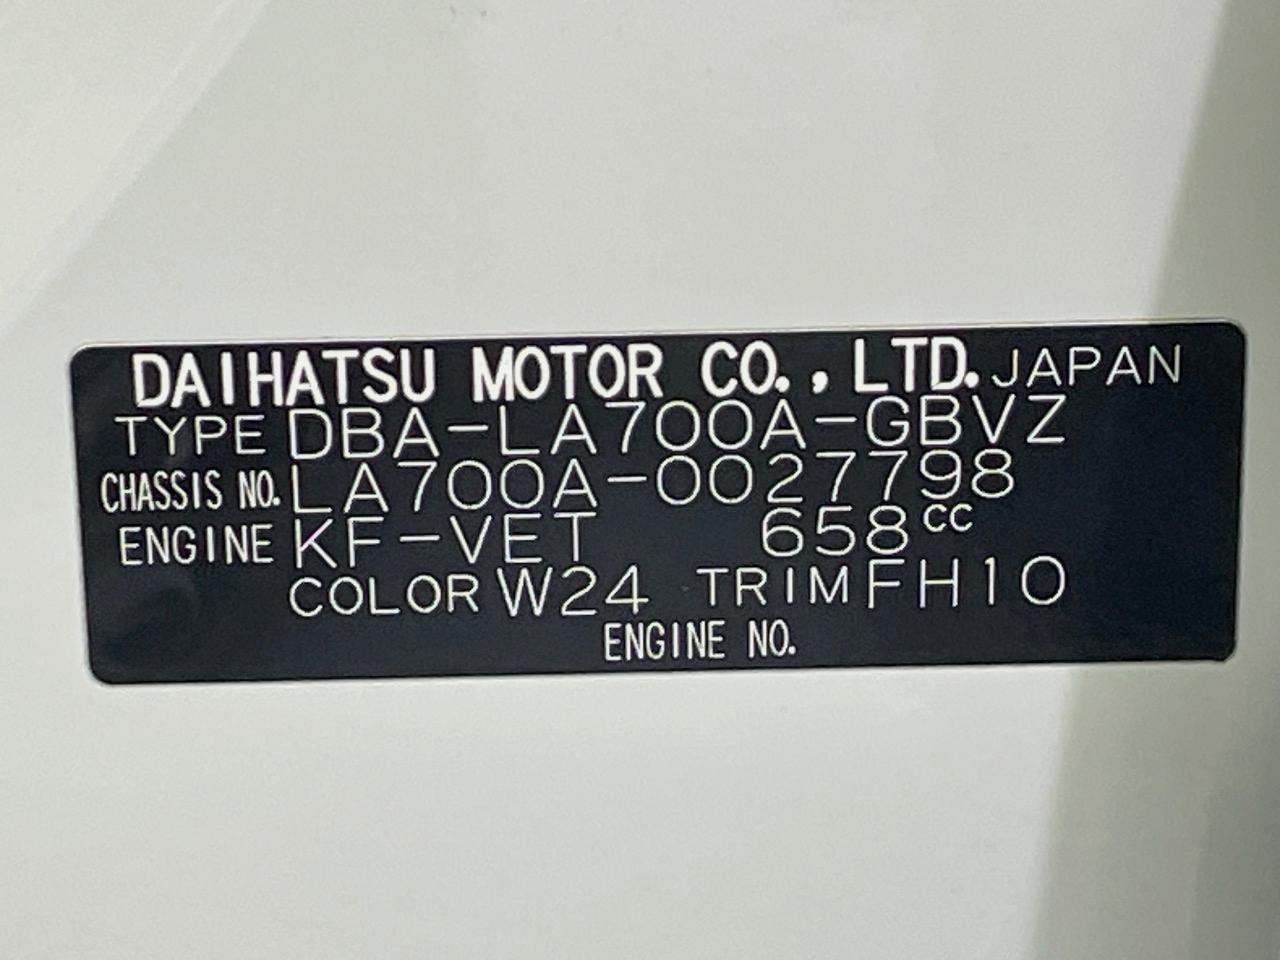 DAIHATSU MOTOR CO., LTD. JAPAN
TYPE DBA-LA700A-GBVZ
CHASSIS NO. LA700A-0027798
ENGINE KF-VET 658cc
COLOR W24 TRIM FH10
ENGINE NO.